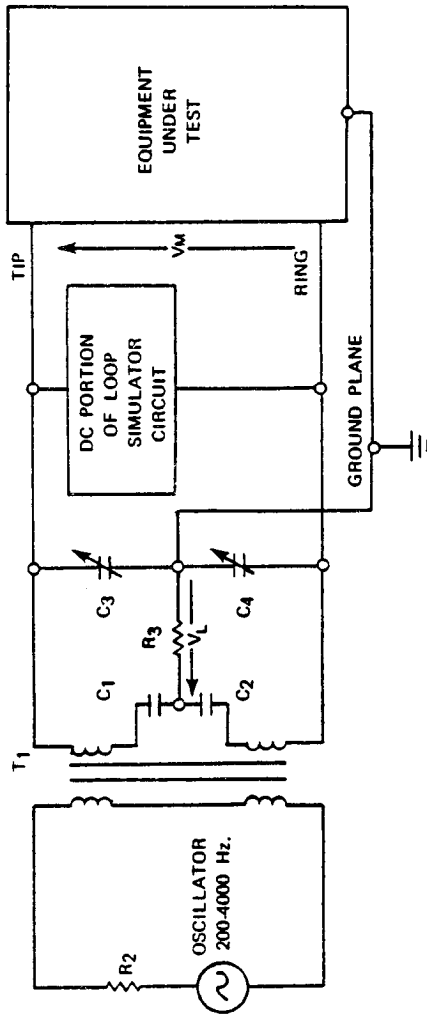 T1
R2
OSCILLATOR
200-4000 Hz.
C1
C2
R3
VL
C3
C4
DC PORTION
OF LOOP
SIMULATOR
CIRCUIT
TIP
RING
VM
GROUND PLANE
EQUIPMENT
UNDER
TEST